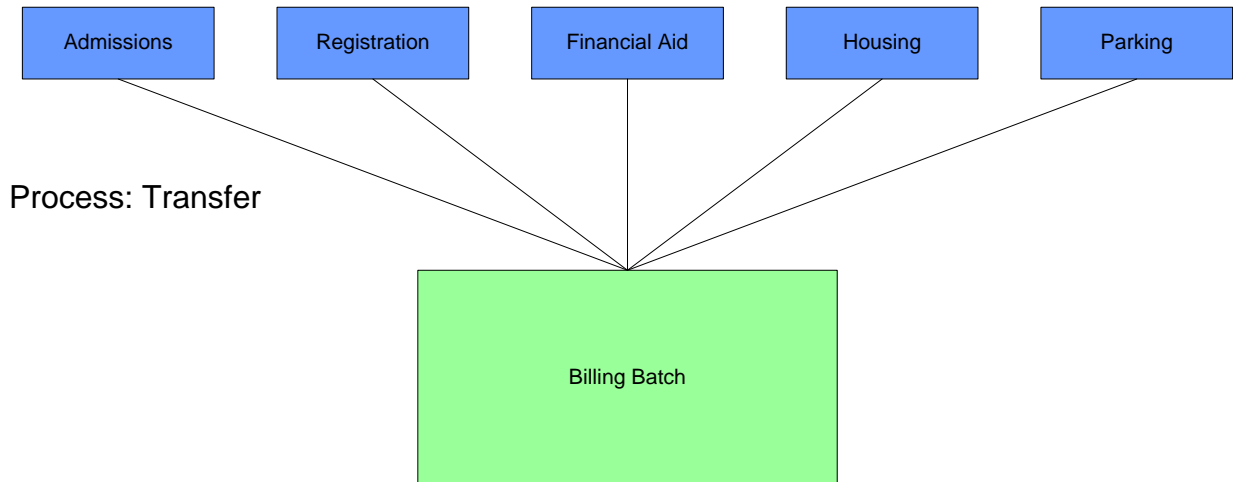 Admissions
Registration
Financial Aid
Housing
Parking
Process: Transfer
Billing Batch